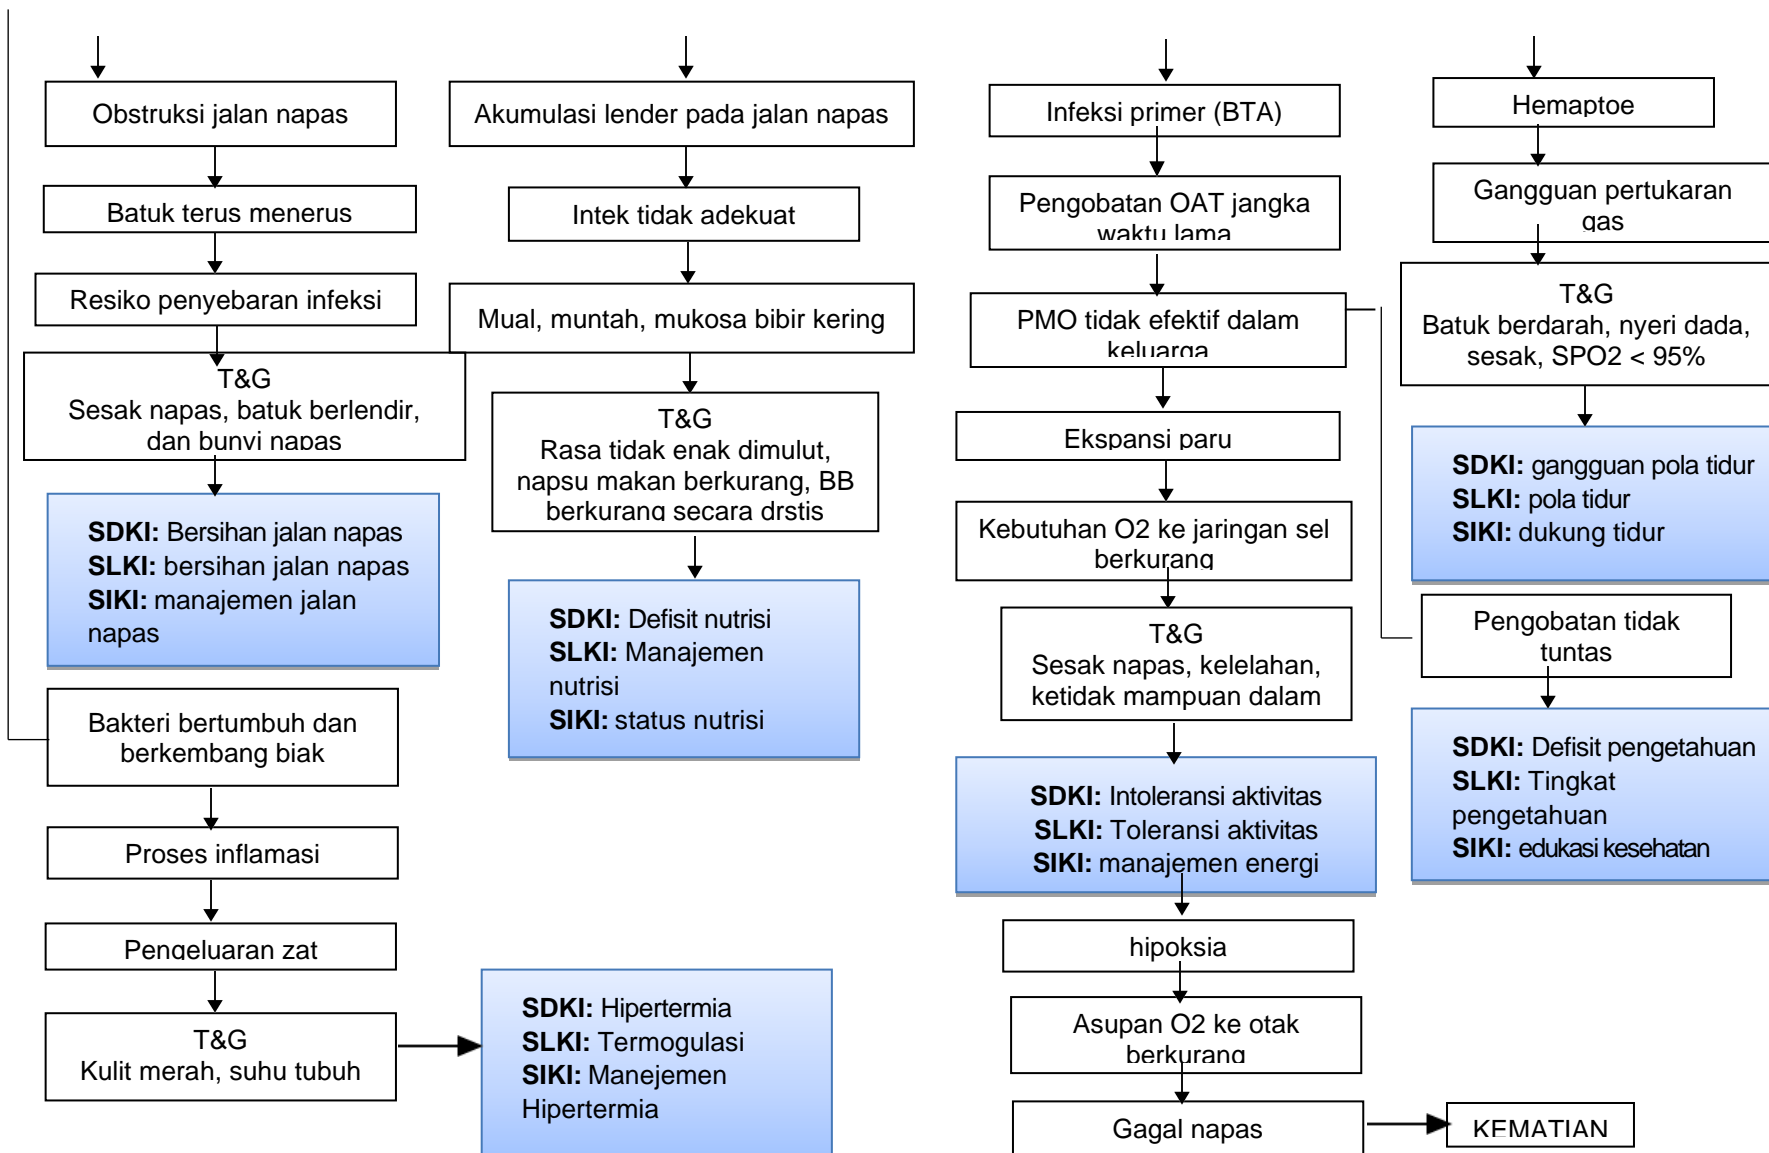 Obstruksi jalan napas
Batuk terus menerus
Resiko penyebaran infeksi
T&G
Sesak napas, batuk berlendir,
dan bunyi napas
SDKI: Bersihan jalan napas
SLKI: bersihan jalan napas
SIKI: manajemen jalan
napas
Bakteri bertumbuh dan
berkembang biak
Proses inflamasi
Pengeluaran zat
T&G
Kulit merah, suhu tubuh
SDKI: Hipertermia
SLKI: Termogulasi
SIKI: Manejemen
Hipertermia
Akumulasi lender pada jalan napas
Intek tidak adekuat
Mual, muntah, mukosa bibir kering
T&G
Rasa tidak enak dimulut,
napsu makan berkurang, BB
berkurang secara drstis
SDKI: Defisit nutrisi
SLKI: Manajemen
nutrisi
SIKI: status nutrisi
Infeksi primer (BTA)
Pengobatan OAT jangka
waktu lama
PMO tidak efektif dalam
keluarga
Ekspansi paru
Kebutuhan O2 ke jaringan sel
berkurang
T&G
Sesak napas, kelelahan,
ketidak mampuan dalam
SDKI: Intoleransi aktivitas
SLKI: Toleransi aktivitas
SIKI: manajemen energi
hipoksia
Asupan O2 ke otak
berkurang
Gagal napas
KEMATIAN
Hemaptoe
Gangguan pertukaran
gas
T&G
Batuk berdarah, nyeri dada,
sesak, SPO2 < 95%
SDKI: gangguan pola tidur
SLKI: pola tidur
SIKI: dukung tidur
Pengobatan tidak
tuntas
SDKI: Defisit pengetahuan
SLKI: Tingkat
pengetahuan
SIKI: edukasi kesehatan